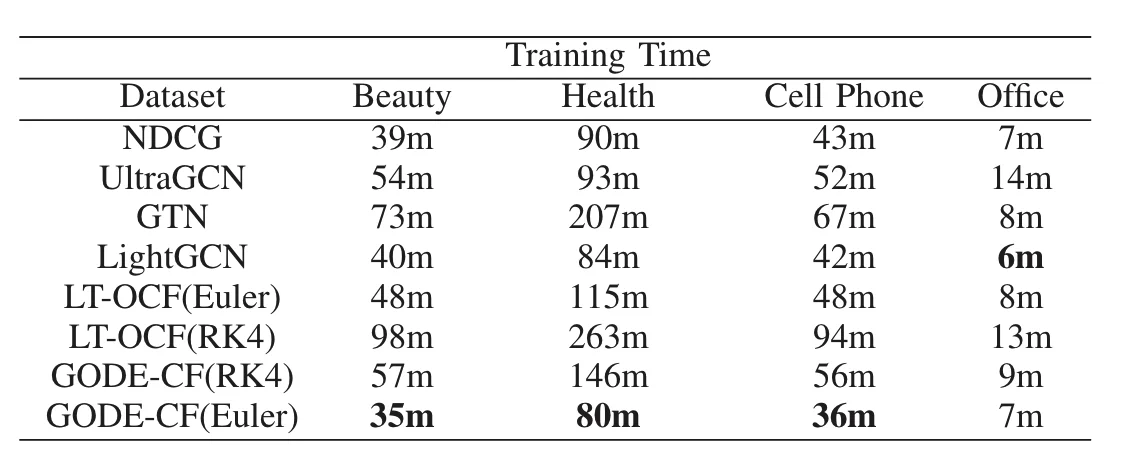 Training Time
Dataset Beauty Health Cell Phone Office
NDCG 39m 90m 43m 7m
UltraGCN 54m 93m 52m 14m
GTN 73m 207m 67m 8m
LightGCN 40m 84m 42m 6m
LT-OCF(Euler) 48m 115m 48m 8m
LT-OCF(RK4) 98m 263m 94m 13m
GODE-CF(RK4) 57m 146m 56m 9m
GODE-CF(Euler) 35m 80m 36m 7m